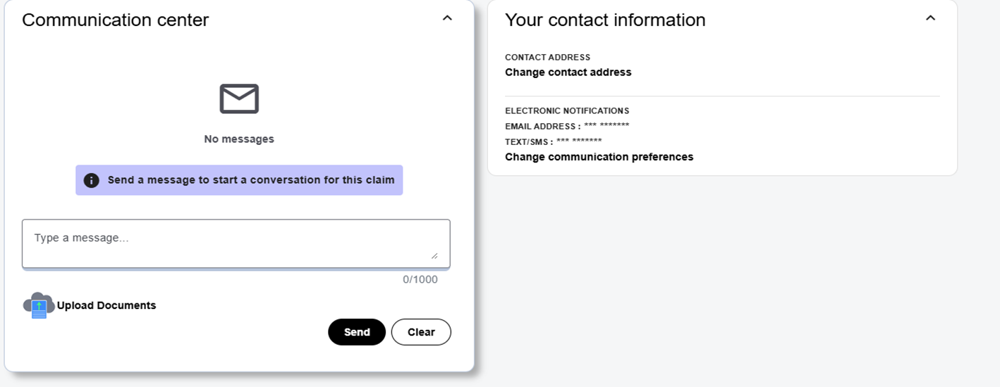 Communication center
No messages
Send a message to start a conversation for this claim
Type a message...
0/1000
Upload Documents
Send
Clear
Your contact information
CONTACT ADDRESS
Change contact address
ELECTRONIC NOTIFICATIONS
EMAIL ADDRESS : *** *******
TEXT/SMS : *** *******
Change communication preferences